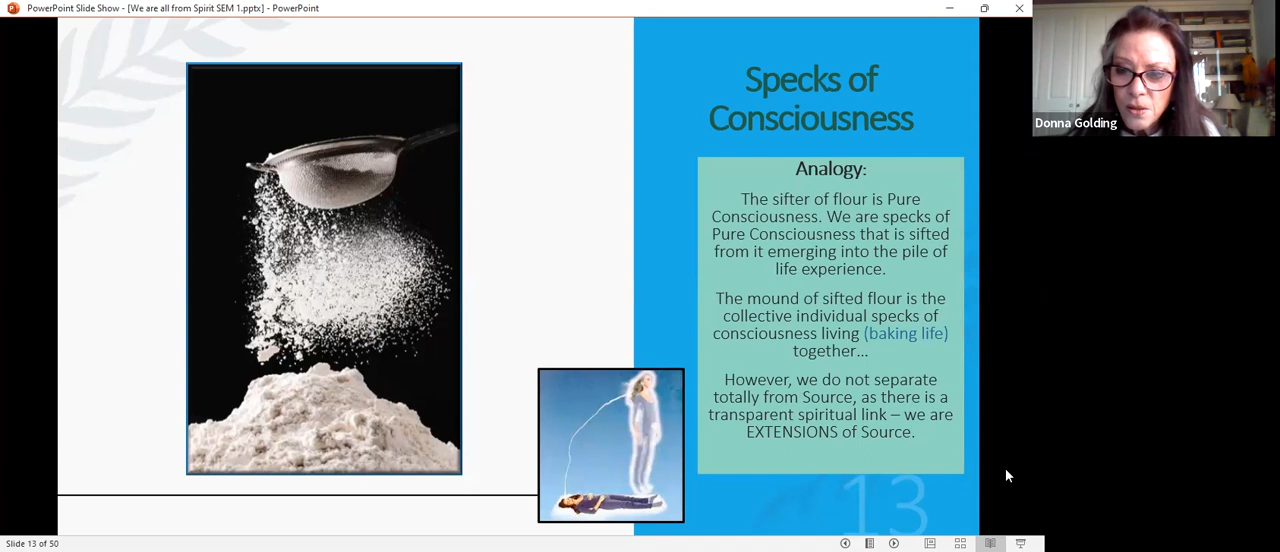 PowerPoint Slide Show - [We are all from Spirit SEM 1.pptx] - PowerPoint
Specks of
Consciousness
Analogy:
The sifter of flour is Pure
Consciousness. We are specks of
Pure Consciousness that is sifted
from it emerging into the pile of
life experience.
The mound of sifted flour is the
collective individual specks of
consciousness living (baking life)
together...
However, we do not separate
totally from Source, as there is a
transparent spiritual link – we are
EXTENSIONS of Source.
13
Donna Golding
Slide 13 of 50